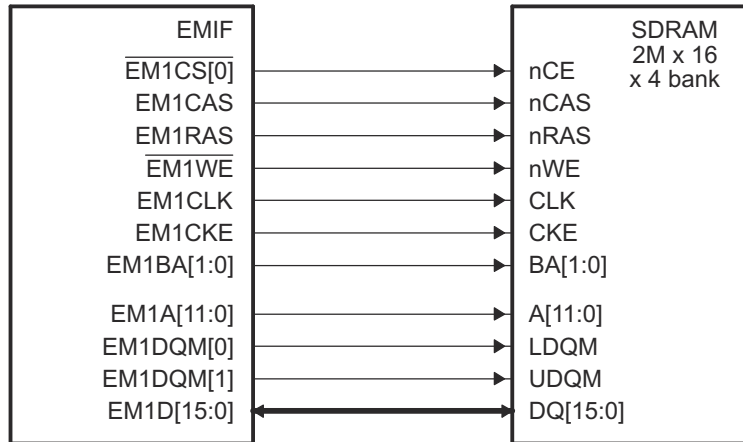 EMIF
EM1CS[0]
EM1CAS
EM1RAS
EM1WE
EM1CLK
EM1CKE
EM1BA[1:0]
EM1A[11:0]
EM1DQM[0]
EM1DQM[1]
EM1D[15:0]
SDRAM
2M x 16
x 4 bank
nCE
nCAS
nRAS
nWE
CLK
CKE
BA[1:0]
A[11:0]
LDQM
UDQM
DQ[15:0]